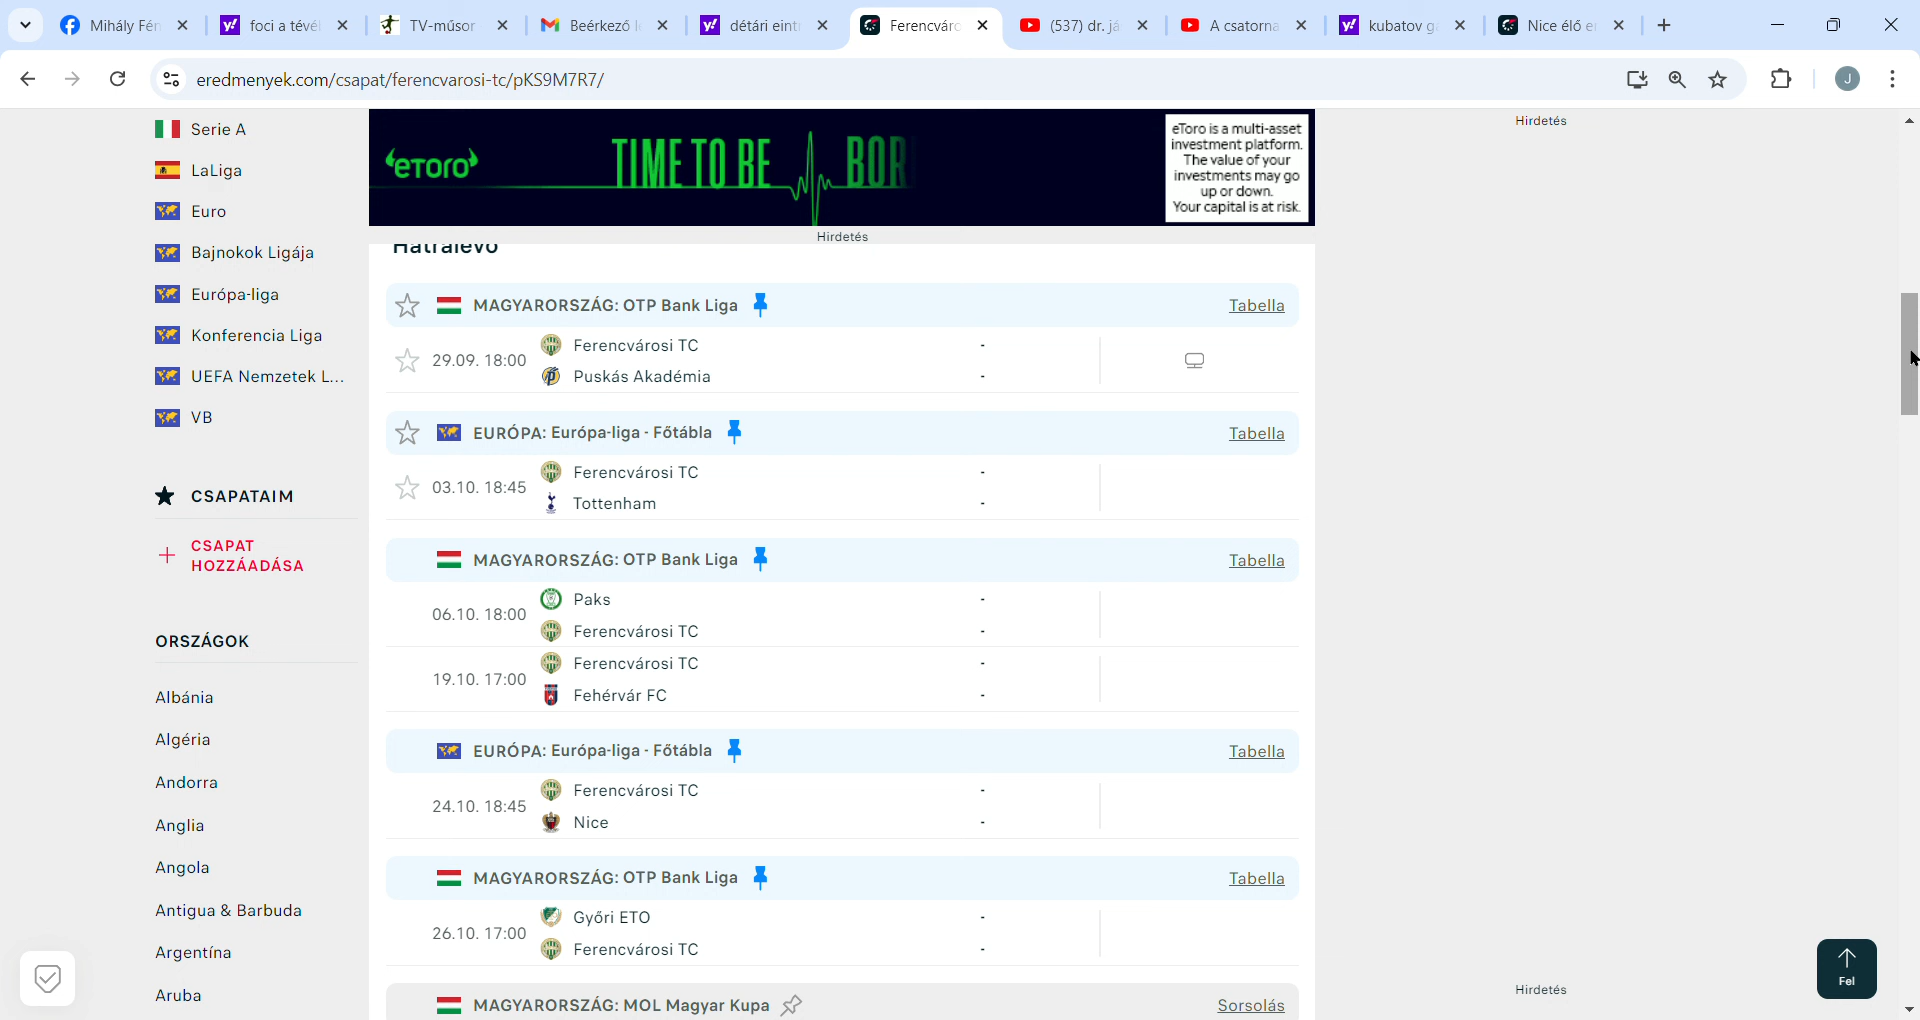 Mihály Fér
foci a tévé
TV-műsor
Beérkező l
détári eint
Ferencváro
(537) dr. já
A csatorna
kubatov g
Nice élő e
eredmenyek.com/csapat/ferencvarosi-tc/pKS9M7R7/
J
Serie A
LaLiga
Euro
Bajnokok Ligája
Európa-liga
Konferencia Liga
UEFA Nemzetek L...
VB
CSAPATAIM
CSAPAT
HOZZÁADÁSA
ORSZÁGOK
Albánia
Algéria
Andorra
Anglia
Angola
Antigua & Barbuda
Argentína
Aruba
eToro
TIME TO BE BOR
eToro is a multi-asset
investment platform.
The value of your
investments may go
up or down.
Your capital is at risk.
Hirdetés
Hátralévő
MAGYARORSZÁG: OTP Bank Liga
Tabella
29.09. 18:00
Ferencvárosi TC -
Puskás Akadémia -
EURÓPA: Európa-liga - Főtábla
Tabella
03.10. 18:45
Ferencvárosi TC -
Tottenham -
MAGYARORSZÁG: OTP Bank Liga
Tabella
06.10. 18:00
Paks -
Ferencvárosi TC -
19.10. 17:00
Ferencvárosi TC -
Fehérvár FC -
EURÓPA: Európa-liga - Főtábla
Tabella
24.10. 18:45
Ferencvárosi TC -
Nice -
MAGYARORSZÁG: OTP Bank Liga
Tabella
26.10. 17:00
Győri ETO -
Ferencvárosi TC -
MAGYARORSZÁG: MOL Magyar Kupa
Sorsolás
Hirdetés
Hirdetés
Fel